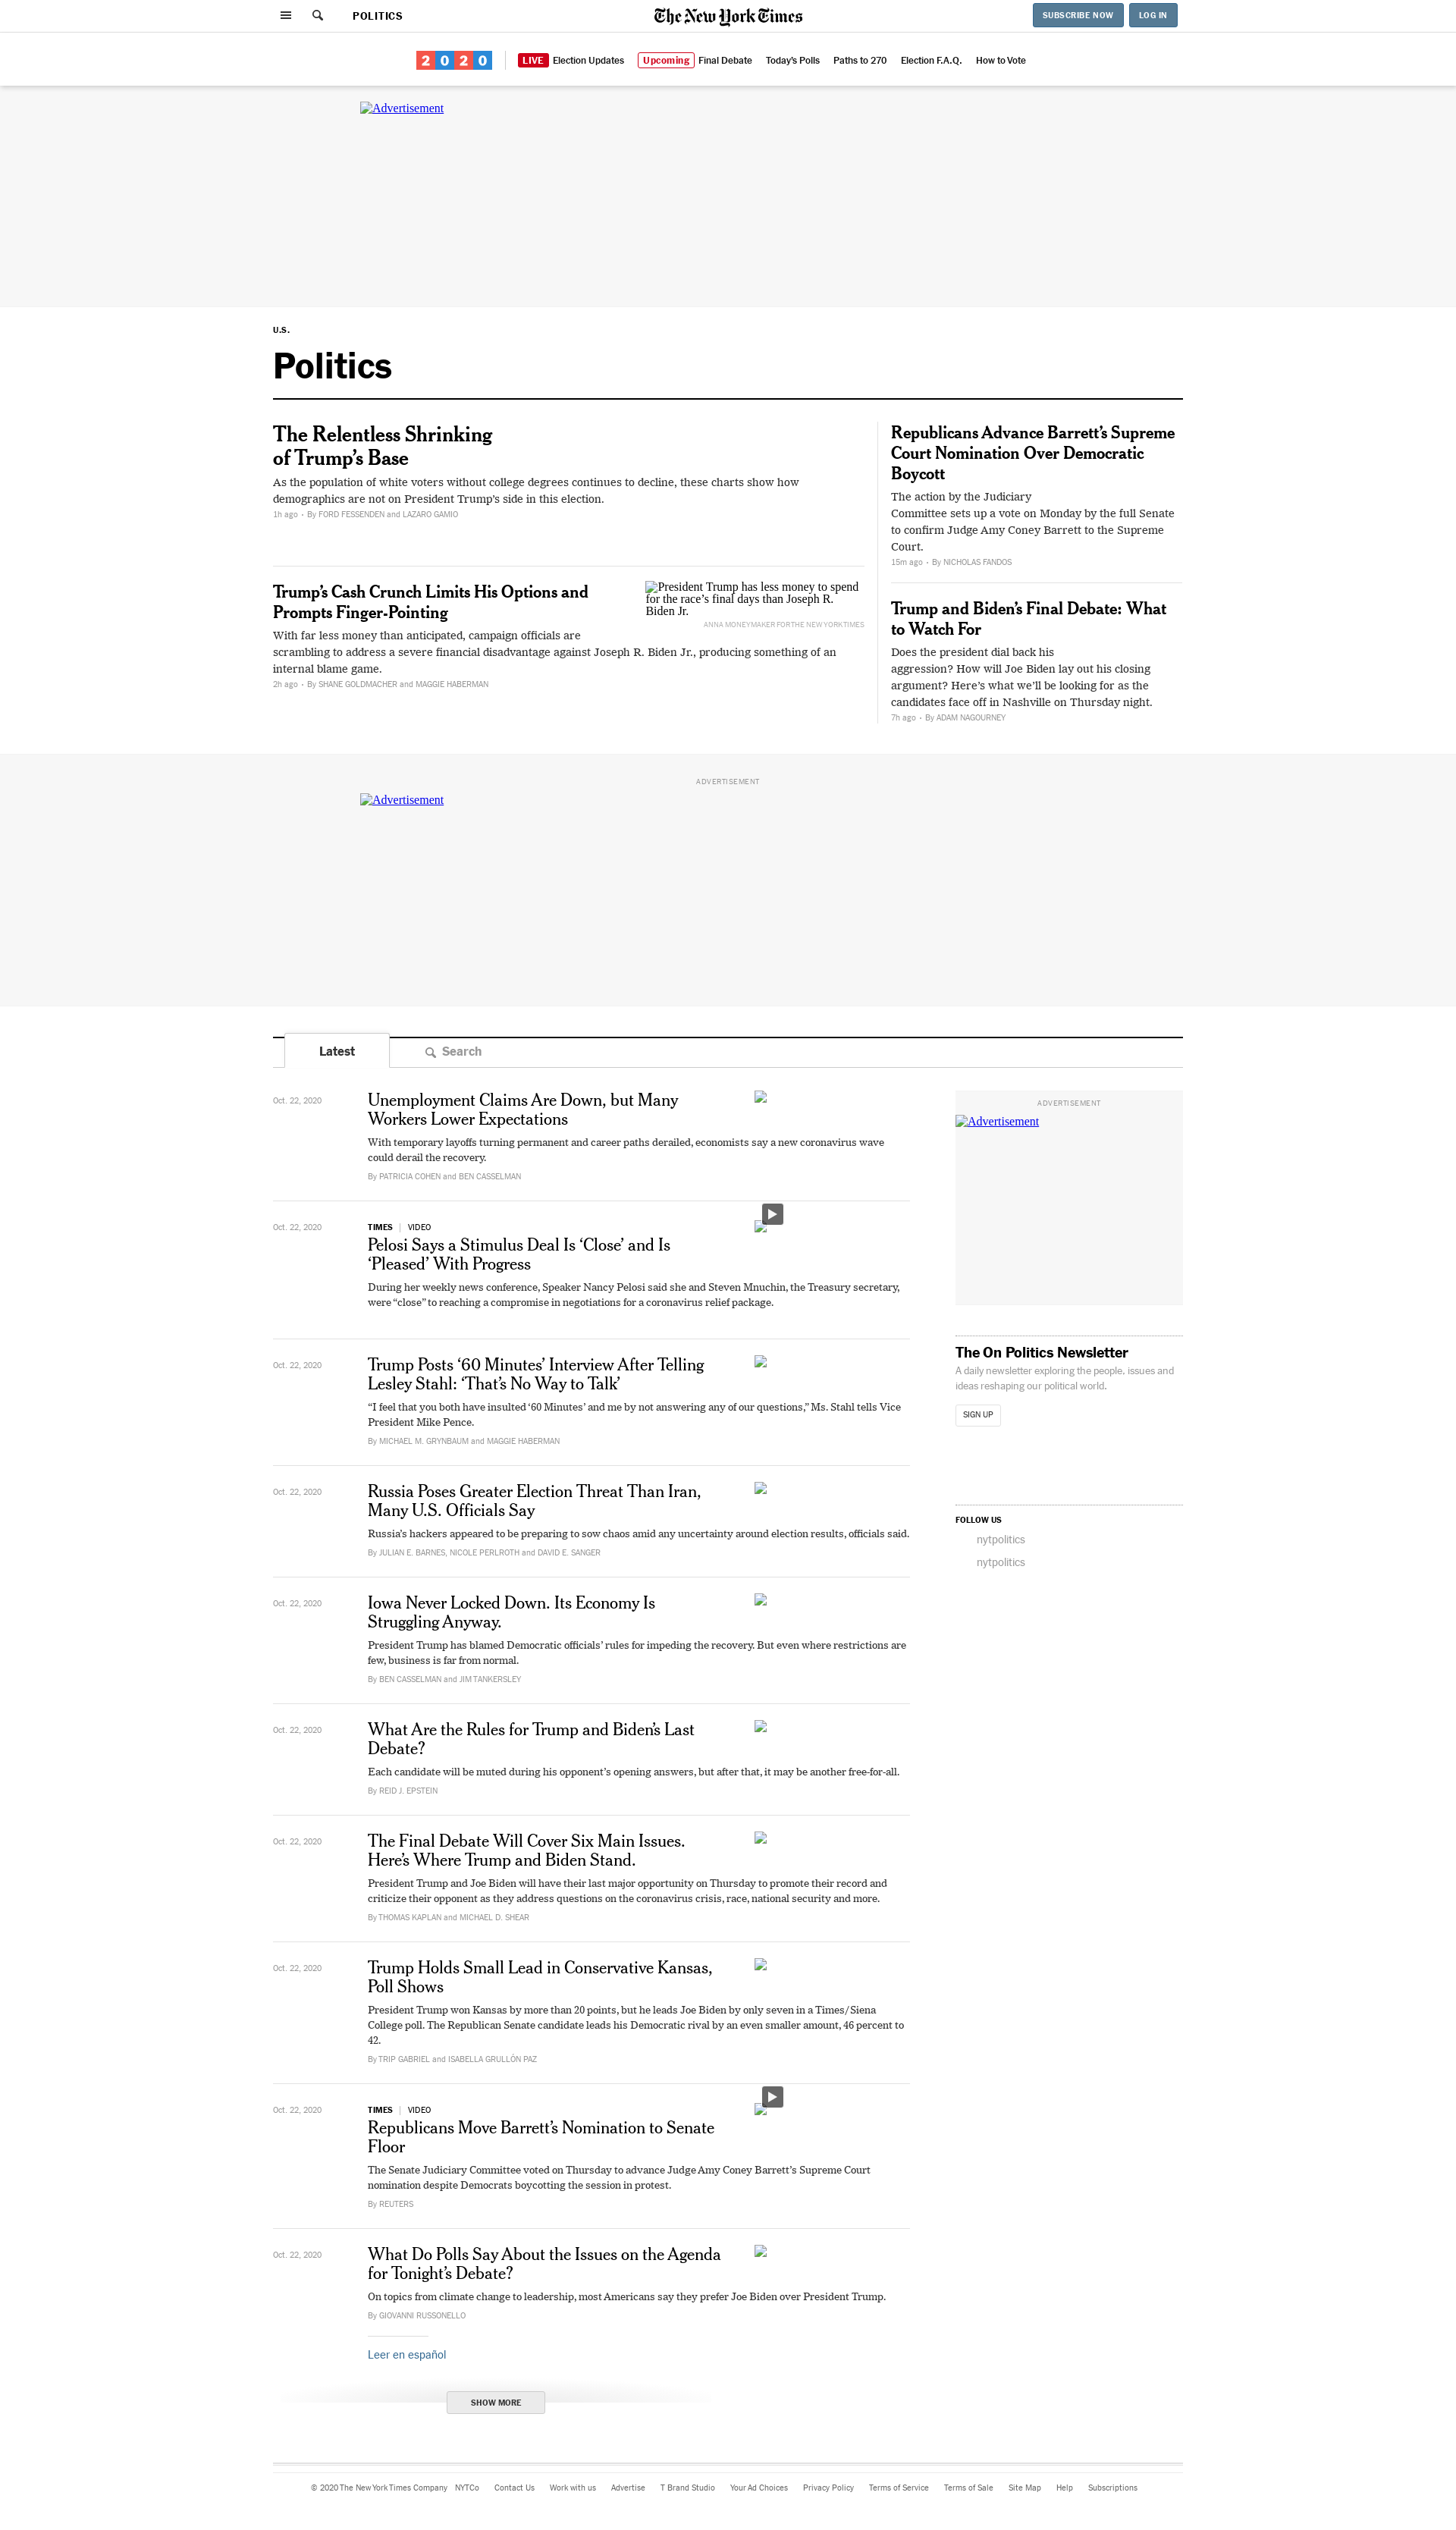 POLITICS
The New York Times
SUBSCRIBE NOW
LOG IN
2020
LIVE Election Updates
Upcoming Final Debate
Today's Polls
Paths to 270
Election F.A.Q.
How to Vote
Advertisement
U.S.
Politics
The Relentless Shrinking
of Trump's Base
As the population of white voters without college degrees continues to decline, these charts show how
demographics are not on President Trump's side in this election.
1h ago • By FORD FESSENDEN and LAZARO GAMIO
Trump's Cash Crunch Limits His Options and
Prompts Finger-Pointing
President Trump has less money to spend
for the race's final days than Joseph R.
Biden Jr.
ANNA MONEYMAKER FOR THE NEW YORK TIMES
With far less money than anticipated, campaign officials are
scrambling to address a severe financial disadvantage against Joseph R. Biden Jr., producing something of an
internal blame game.
2h ago • By SHANE GOLDMACHER and MAGGIE HABERMAN
Republicans Advance Barrett's Supreme
Court Nomination Over Democratic
Boycott
The action by the Judiciary
Committee sets up a vote on Monday by the full Senate
to confirm Judge Amy Coney Barrett to the Supreme
Court.
15m ago • By NICHOLAS FANDOS
Trump and Biden's Final Debate: What
to Watch For
Does the president dial back his
aggression? How will Joe Biden lay out his closing
argument? Here's what we'll be looking for as the
candidates face off in Nashville on Thursday night.
7h ago • By ADAM NAGOURNEY
ADVERTISEMENT
Advertisement
Latest
Search
Oct. 22, 2020
Unemployment Claims Are Down, but Many
Workers Lower Expectations
With temporary layoffs turning permanent and career paths derailed, economists say a new coronavirus wave
could derail the recovery.
By PATRICIA COHEN and BEN CASSELMAN
Oct. 22, 2020
TIMES | VIDEO
Pelosi Says a Stimulus Deal Is ‘Close’ and Is
‘Pleased’ With Progress
During her weekly news conference, Speaker Nancy Pelosi said she and Steven Mnuchin, the Treasury secretary,
were “close” to reaching a compromise in negotiations for a coronavirus relief package.
Oct. 22, 2020
Trump Posts ‘60 Minutes’ Interview After Telling
Lesley Stahl: ‘That’s No Way to Talk’
“I feel that you both have insulted ‘60 Minutes’ and me by not answering any of our questions,” Ms. Stahl tells Vice
President Mike Pence.
By MICHAEL M. GRYNBAUM and MAGGIE HABERMAN
Oct. 22, 2020
Russia Poses Greater Election Threat Than Iran,
Many U.S. Officials Say
Russia's hackers appeared to be preparing to sow chaos amid any uncertainty around election results, officials said.
By JULIAN E. BARNES, NICOLE PERLROTH and DAVID E. SANGER
Oct. 22, 2020
Iowa Never Locked Down. Its Economy Is
Struggling Anyway.
President Trump has blamed Democratic officials’ rules for impeding the recovery. But even where restrictions are
few, business is far from normal.
By BEN CASSELMAN and JIM TANKERSLEY
Oct. 22, 2020
What Are the Rules for Trump and Biden’s Last
Debate?
Each candidate will be muted during his opponent’s opening answers, but after that, it may be another free-for-all.
By REID J. EPSTEIN
Oct. 22, 2020
The Final Debate Will Cover Six Main Issues.
Here’s Where Trump and Biden Stand.
President Trump and Joe Biden will have their last major opportunity on Thursday to promote their record and
criticize their opponent as they address questions on the coronavirus crisis, race, national security and more.
By THOMAS KAPLAN and MICHAEL D. SHEAR
Oct. 22, 2020
Trump Holds Small Lead in Conservative Kansas,
Poll Shows
President Trump won Kansas by more than 20 points, but he leads Joe Biden by only seven in a Times/Siena
College poll. The Republican Senate candidate leads his Democratic rival by an even smaller amount, 46 percent to
42.
By TRIP GABRIEL and ISABELLA GRULLÓN PAZ
Oct. 22, 2020
TIMES | VIDEO
Republicans Move Barrett’s Nomination to Senate
Floor
The Senate Judiciary Committee voted on Thursday to advance Judge Amy Coney Barrett’s Supreme Court
nomination despite Democrats boycotting the session in protest.
By REUTERS
Oct. 22, 2020
What Do Polls Say About the Issues on the Agenda
for Tonight’s Debate?
On topics from climate change to leadership, most Americans say they prefer Joe Biden over President Trump.
By GIOVANNI RUSSONELLO
Leer en español
SHOW MORE
ADVERTISEMENT
Advertisement
The On Politics Newsletter
A daily newsletter exploring the people, issues and
ideas reshaping our political world.
SIGN UP
FOLLOW US
nytpolitics
nytpolitics
© 2020 The New York Times Company
NYTCo
Contact Us
Work with us
Advertise
T Brand Studio
Your Ad Choices
Privacy Policy
Terms of Service
Terms of Sale
Site Map
Help
Subscriptions